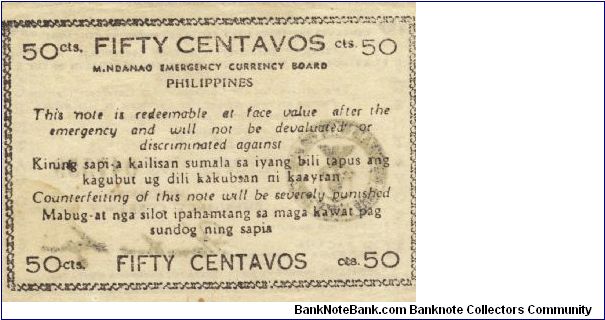 50cts. FIFTY CENTAVOS cts. 50
M.NDANAO EMERGENCY CURRENCY BOARD
PHILIPPINES
This note is redeemable at face value after the
emergency and will not be devaluated or
discriminated against
Kining sapi-a kailisan sumala sa iyang bili tapus ang
kagubut ug dili kakubsan ni kaayran
Counterfeiting of this note will be severely punished
Mabug-at nga silot ipahamtang sa maga kawat pag
sundog ning sapia
50cts. FIFTY CENTAVOS cts. 50
BankNoteBank.com Banknote Collectors Community